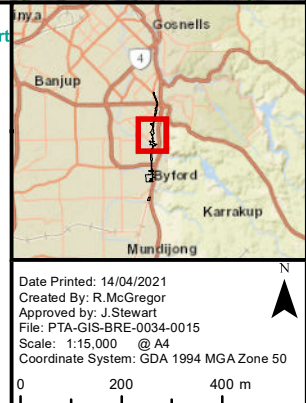 inya
Gosnells
rt
4
Banjup
Byford
Karrakup
Mundijong
N
Date Printed: 14/04/2021
Created By: R.McGregor
Approved by: J.Stewart
File: PTA-GIS-BRE-0034-0015
Scale: 1:15,000 @ A4
Coordinate System: GDA 1994 MGA Zone 50
0 200 400 m